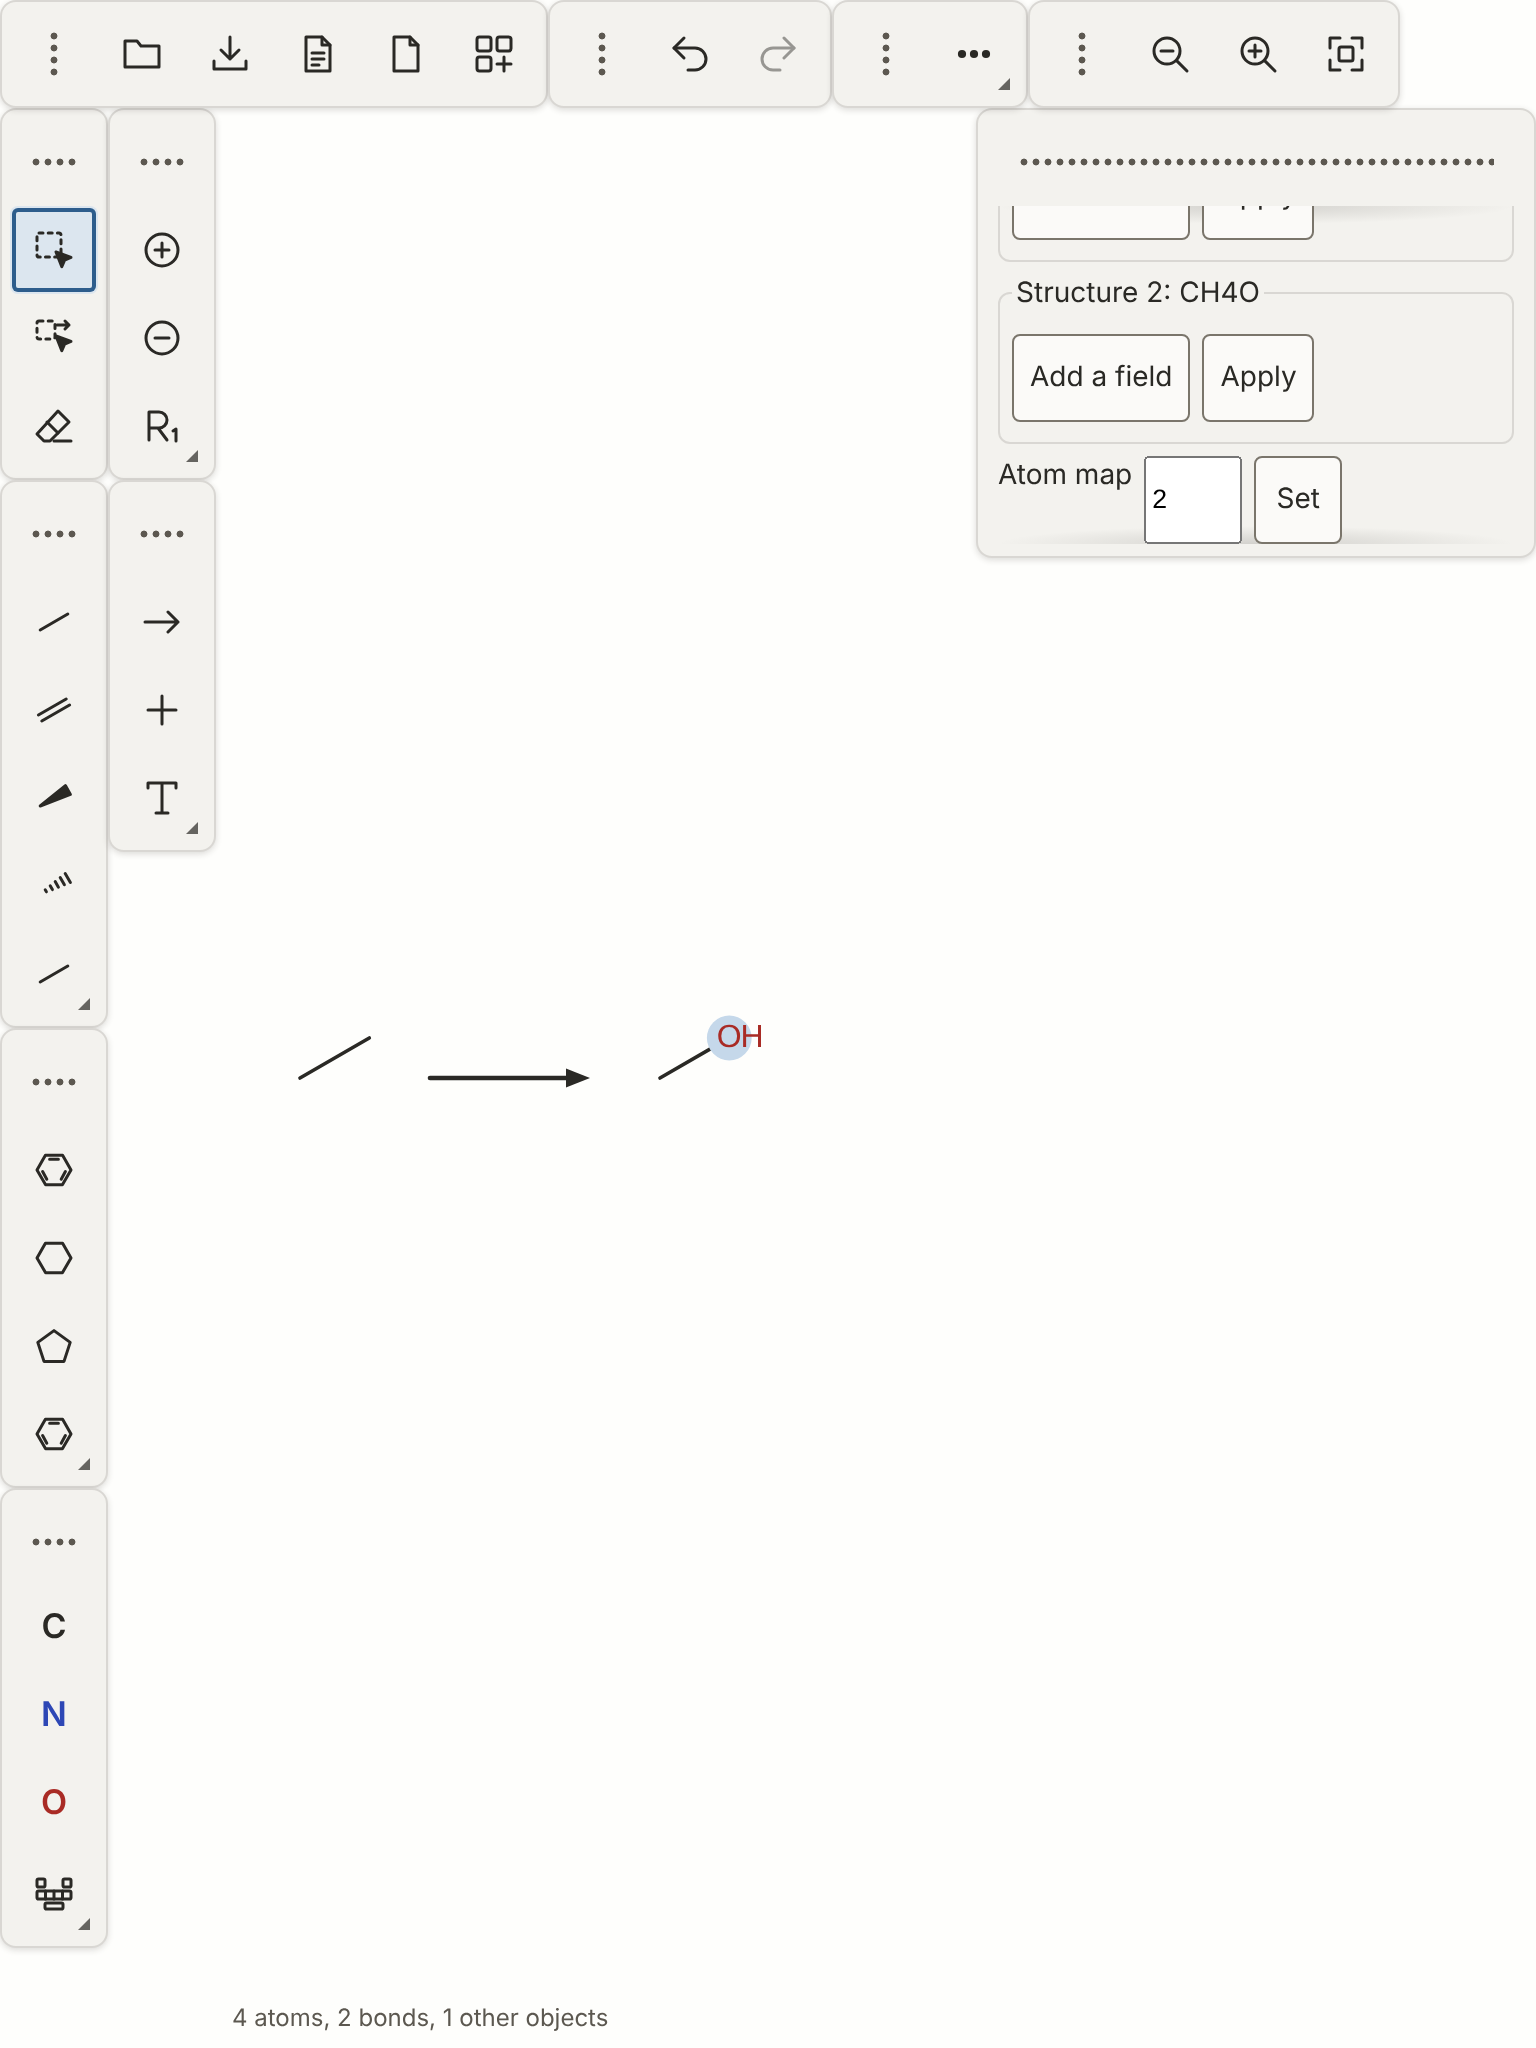 Structure 2: CH4O
Add a field Apply
Atom map 2 Set
R1
T
OH
C
N
O
4 atoms, 2 bonds, 1 other objects